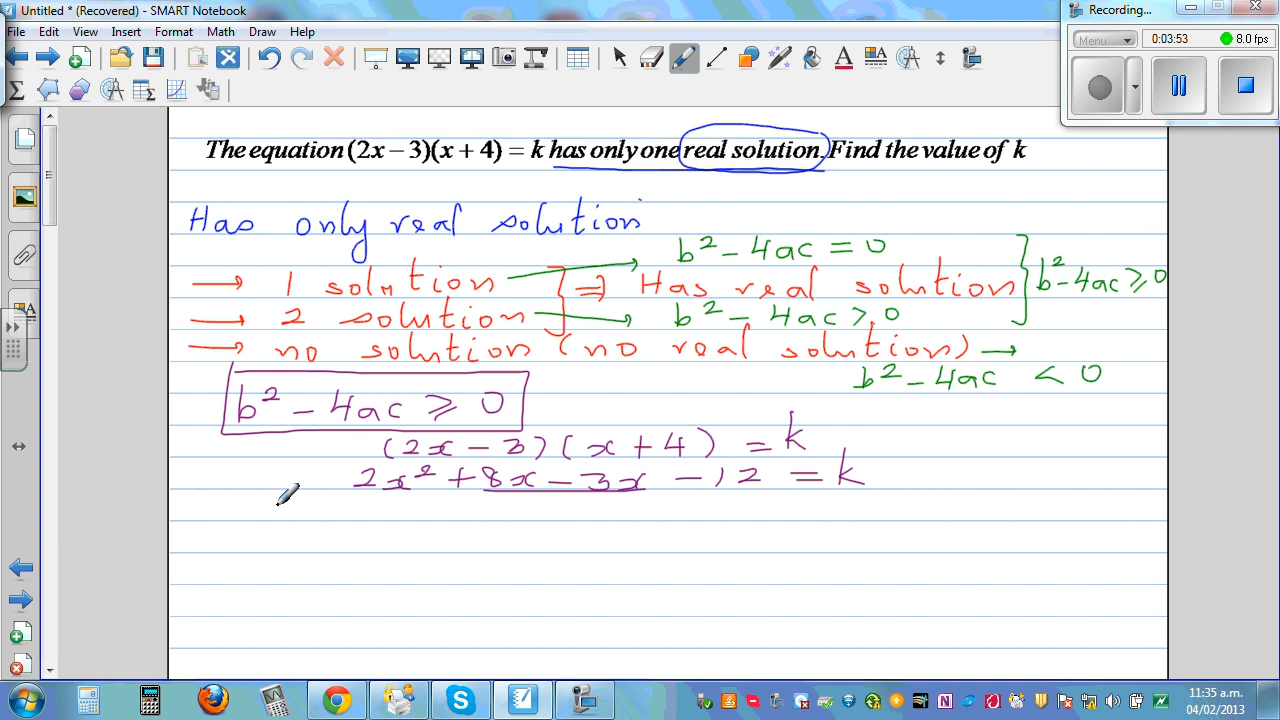 Untitled * (Recovered) - SMART Notebook
File Edit View Insert Format Math Draw Help
Recording...
Menu
0:03:53
8.0 fps
The equation (2x − 3)(x + 4) = k has only one real solution. Find the value of k
Has only real solution
b² − 4ac = 0
→ 1 soln tion ⇒ Has real solution
b² − 4ac ≥ 0
→ 2 solution → b² − 4ac > 0
→ no solution (no real solution) →
b² − 4ac < 0
b² − 4ac ≥ 0
(2x − 3)(x + 4) = k
2x² + 8x − 3x − 12 = k
11:35 a.m.
04/02/2013